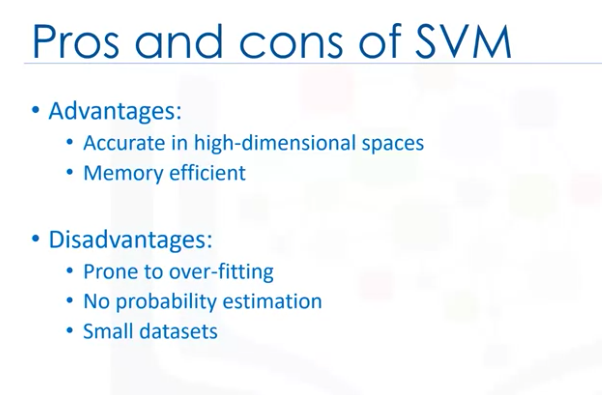 Pros and cons of SVM
• Advantages:
• Accurate in high-dimensional spaces
• Memory efficient
• Disadvantages:
• Prone to over-fitting
• No probability estimation
• Small datasets